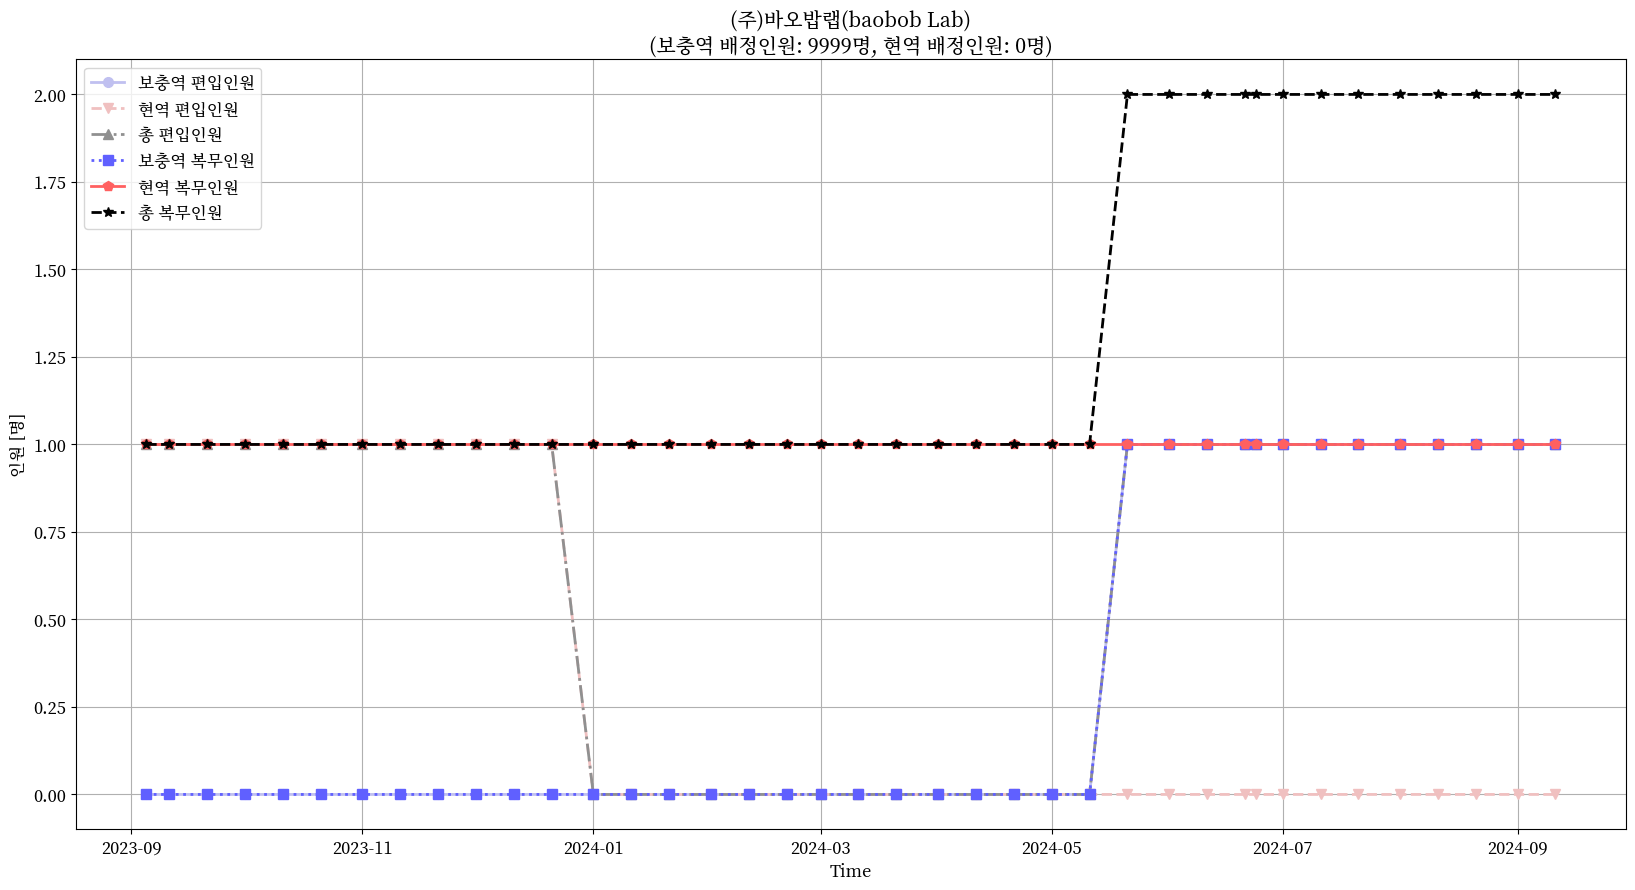 (주)바오밥랩(baobob Lab)
(보충역 배정인원: 9999명, 현역 배정인원: 0명)
보충역 편입인원
현역 편입인원
총 편입인원
보충역 복무인원
현역 복무인원
총 복무인원
2.00
1.75
1.50
1.25
1.00
0.75
0.50
0.25
0.00
인원 [명]
2023-09
2023-11
2024-01
2024-03
2024-05
2024-07
2024-09
Time